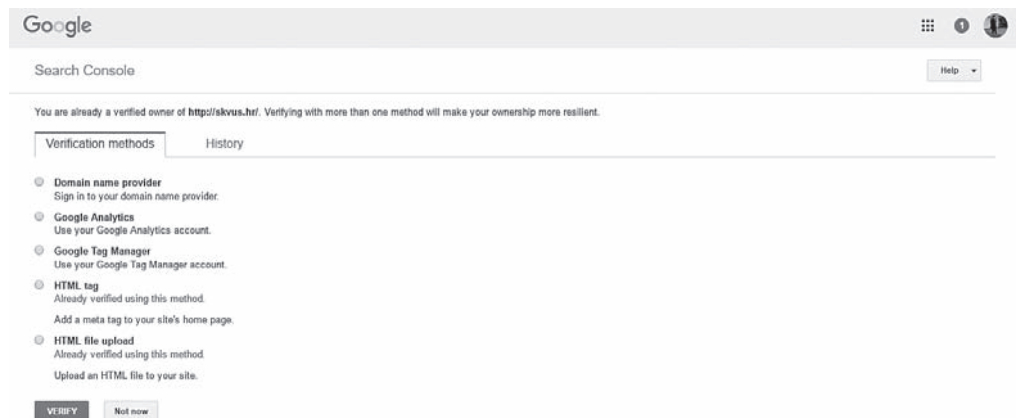 Google
1
Search Console
Help
You are already a verified owner of http://skvus.hr/. Verifying with more than one method will make your ownership more resilient.
Verification methods
History
Domain name provider
Sign in to your domain name provider.
Google Analytics
Use your Google Analytics account.
Google Tag Manager
Use your Google Tag Manager account.
HTML tag
Already verified using this method.
Add a meta tag to your site's home page.
HTML file upload
Already verified using this method.
Upload an HTML file to your site.
VERIFY
Not now